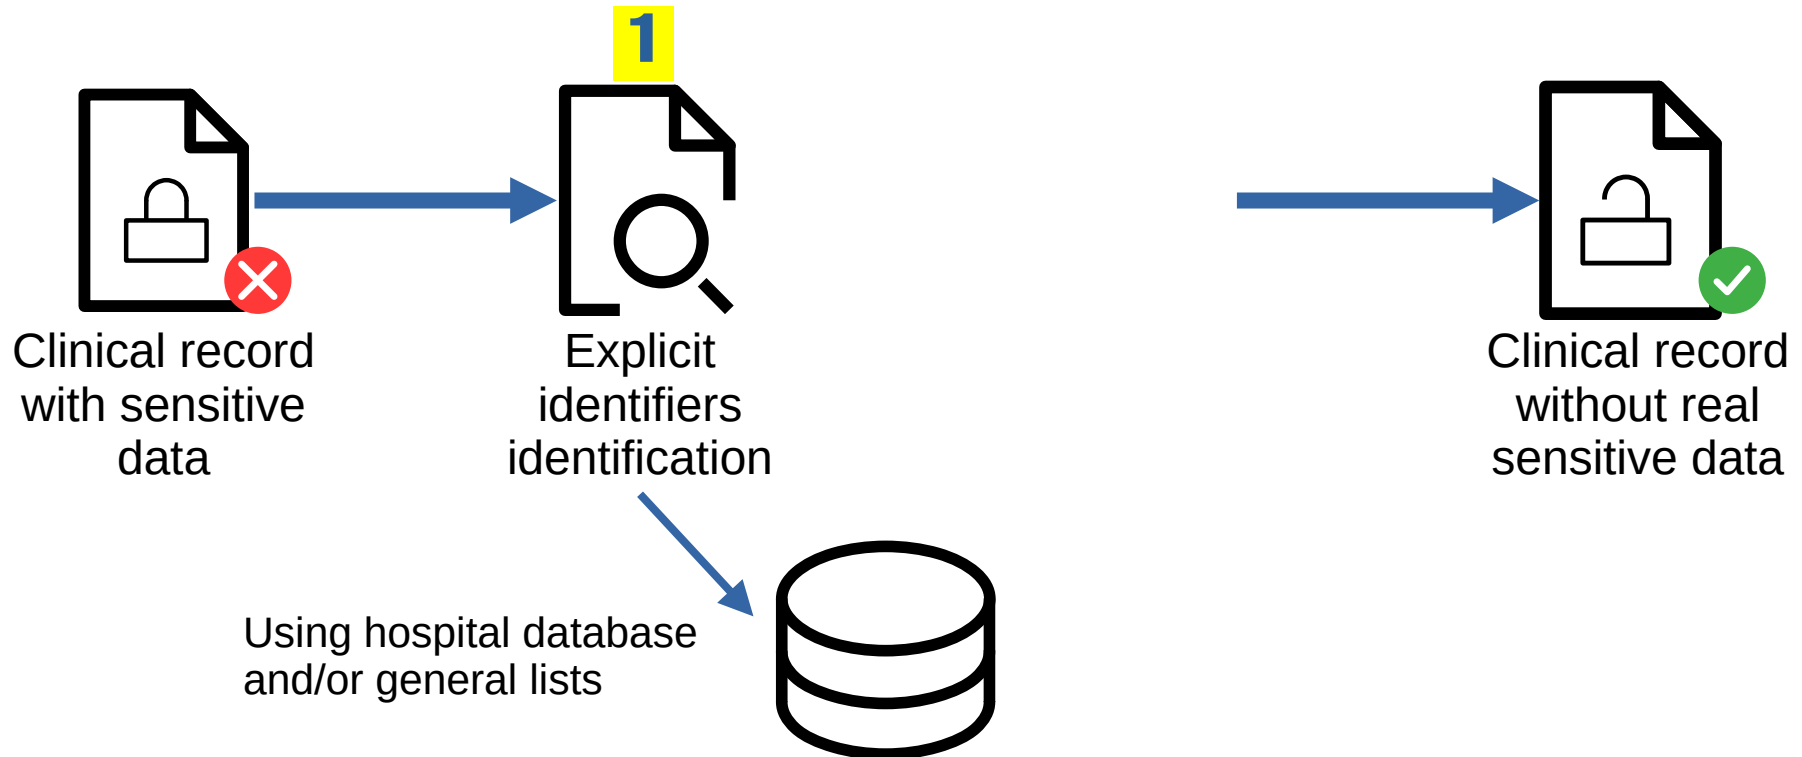 1
Clinical record
with sensitive
data
Explicit
identifiers
identification
Clinical record
without real
sensitive data
Using hospital database
and/or general lists